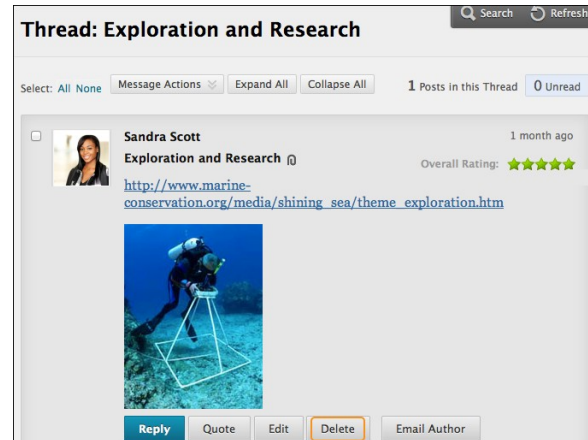 Search Refresh
Thread: Exploration and Research
Select: All None Message Actions Expand All Collapse All 1 Posts in this Thread 0 Unread
Sandra Scott 1 month ago
Exploration and Research Overall Rating:
http://www.marine-
conservation.org/media/shining_sea/theme_exploration.htm
Reply Quote Edit Delete Email Author